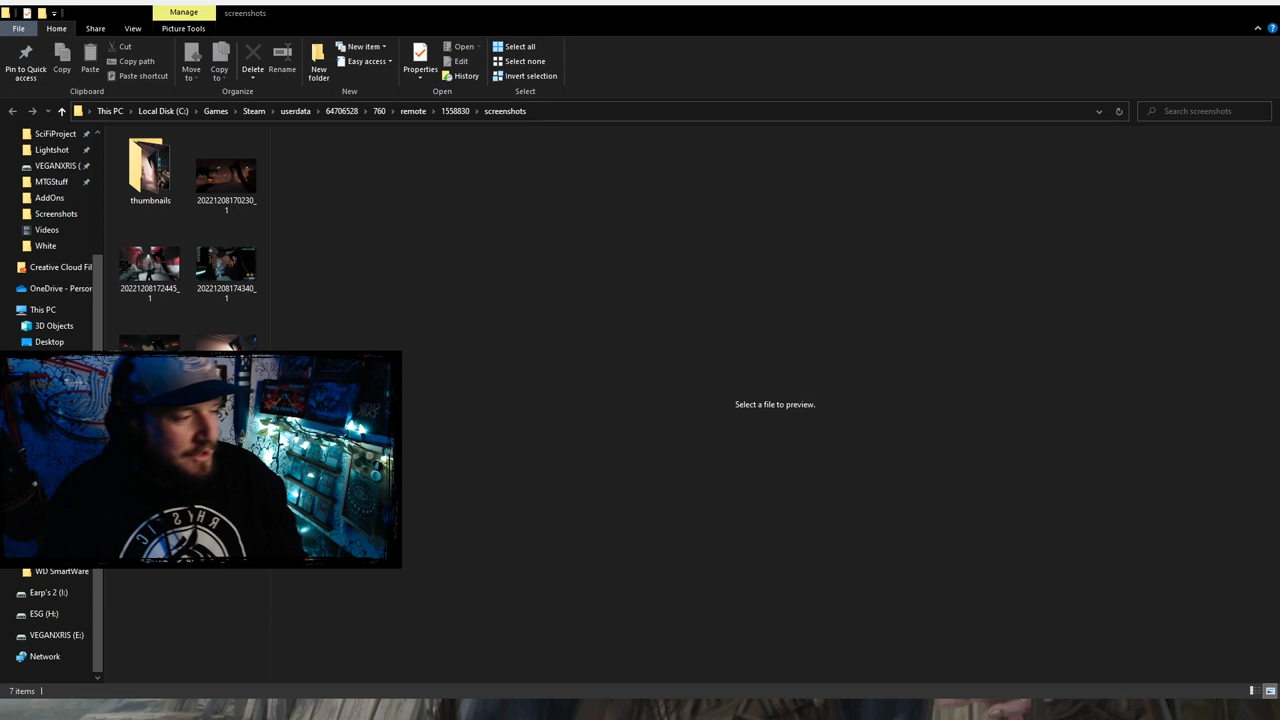 Manage
screenshots
File
Home
Share
View
Picture Tools
Pin to Quick
access
Copy
Paste
Cut
Copy path
Paste shortcut
Move
to
Copy
to
Delete
Rename
New
folder
New item
Easy access
Properties
Open
Edit
History
Select all
Select none
Invert selection
Clipboard
Organize
New
Open
Select
This PC > Local Disk (C:) > Games > Steam > userdata > 64706528 > 760 > remote > 1558830 > screenshots
Search screenshots
SciFiProject
Lightshot
VEGANXRIS (
MTGStuff
AddOns
Screenshots
Videos
White
Creative Cloud Fil
OneDrive - Person
This PC
3D Objects
Desktop
WD SmartWare
Earp's 2 (I:)
ESG (H:)
VEGANXRIS (E:)
Network
thumbnails
20221208170230_
1
20221208172445_
1
20221208174340_
1
Select a file to preview.
7 items